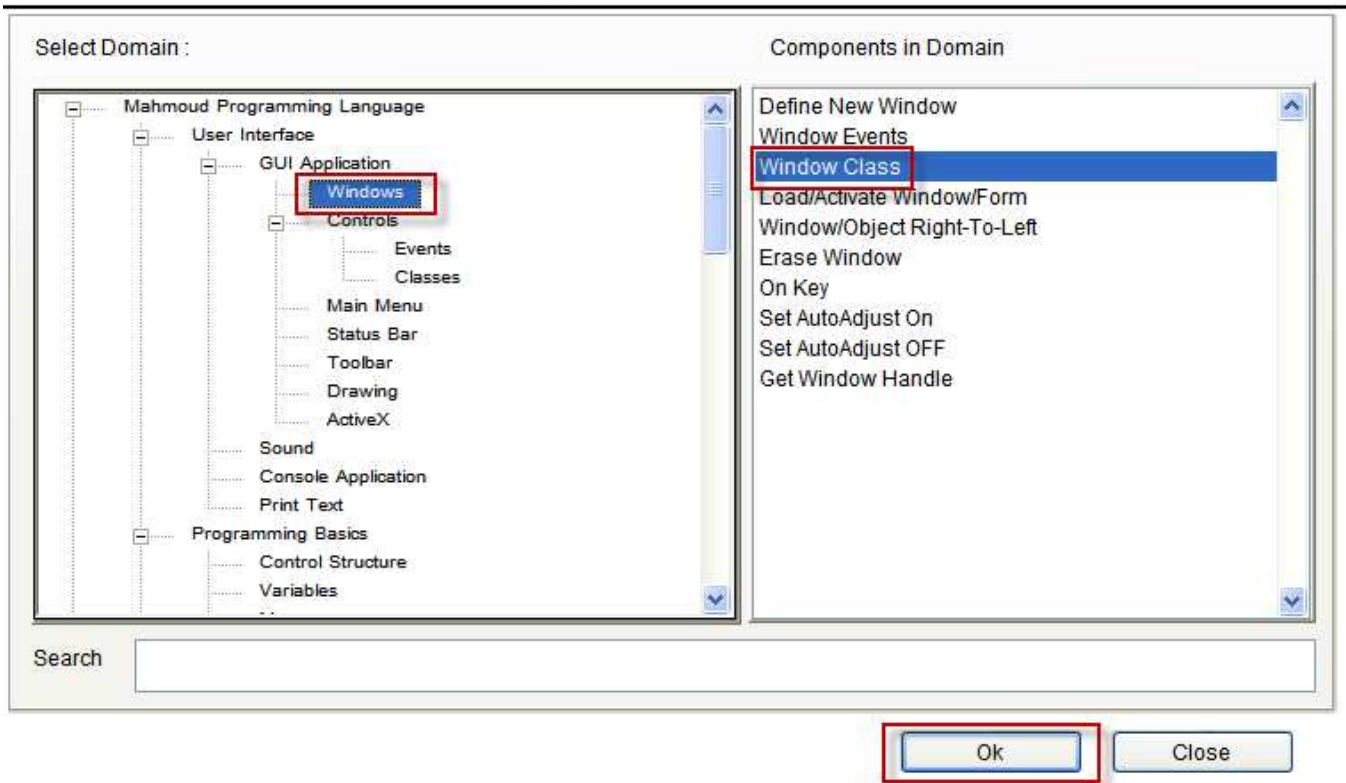 Select Domain :
Mahmoud Programming Language
User Interface
GUI Application
Windows
Controls
Events
Classes
Main Menu
Status Bar
Toolbar
Drawing
ActiveX
Sound
Console Application
Print Text
Programming Basics
Control Structure
Variables
Components in Domain
Define New Window
Window Events
Window Class
Load/Activate Window/Form
Window/Object Right-To-Left
Erase Window
On Key
Set AutoAdjust On
Set AutoAdjust OFF
Get Window Handle
Search
Ok
Close